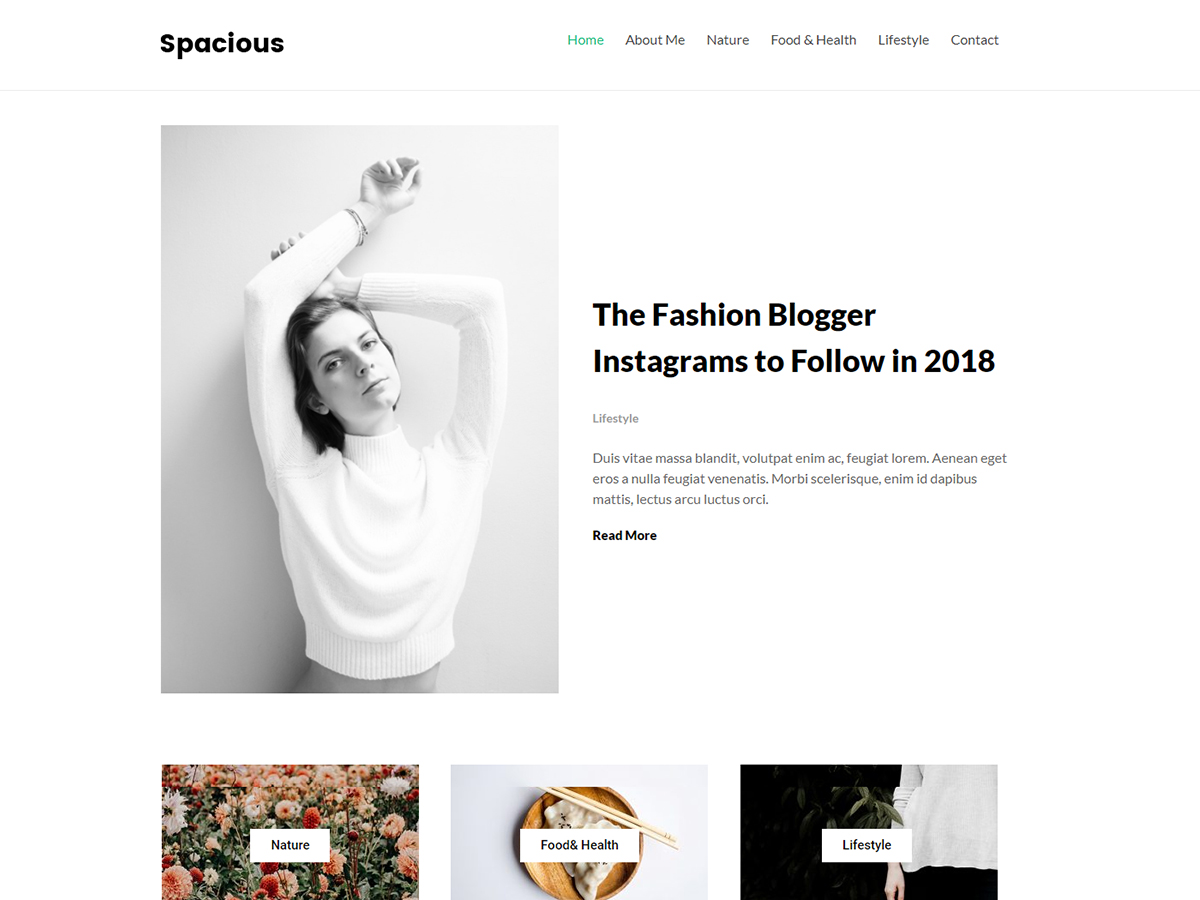 Spacious
Home About Me Nature Food & Health Lifestyle Contact
The Fashion Blogger
Instagrams to Follow in 2018
Lifestyle
Duis vitae massa blandit, volutpat enim ac, feugiat lorem. Aenean eget
eros a nulla feugiat venenatis. Morbi scelerisque, enim id dapibus
mattis, lectus arcu luctus orci.
Read More
Nature
Food& Health
Lifestyle